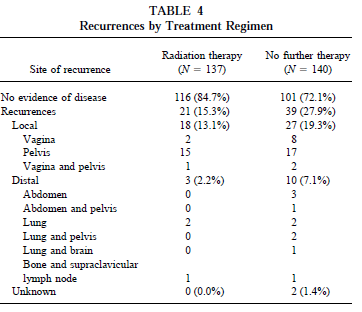 TABLE 4
Recurrences by Treatment Regimen
Radiation therapy No further therapy
Site of recurrence (N = 137) (N = 140)
No evidence of disease 116 (84.7%) 101 (72.1%)
Recurrences 21 (15.3%) 39 (27.9%)
Local 18 (13.1%) 27 (19.3%)
Vagina 2 8
Pelvis 15 17
Vagina and pelvis 1 2
Distal 3 (2.2%) 10 (7.1%)
Abdomen 0 3
Abdomen and pelvis 0 1
Lung 2 2
Lung and pelvis 0 2
Lung and brain 0 1
Bone and supraclavicular
lymph node 1 1
Unknown 0 (0.0%) 2 (1.4%)